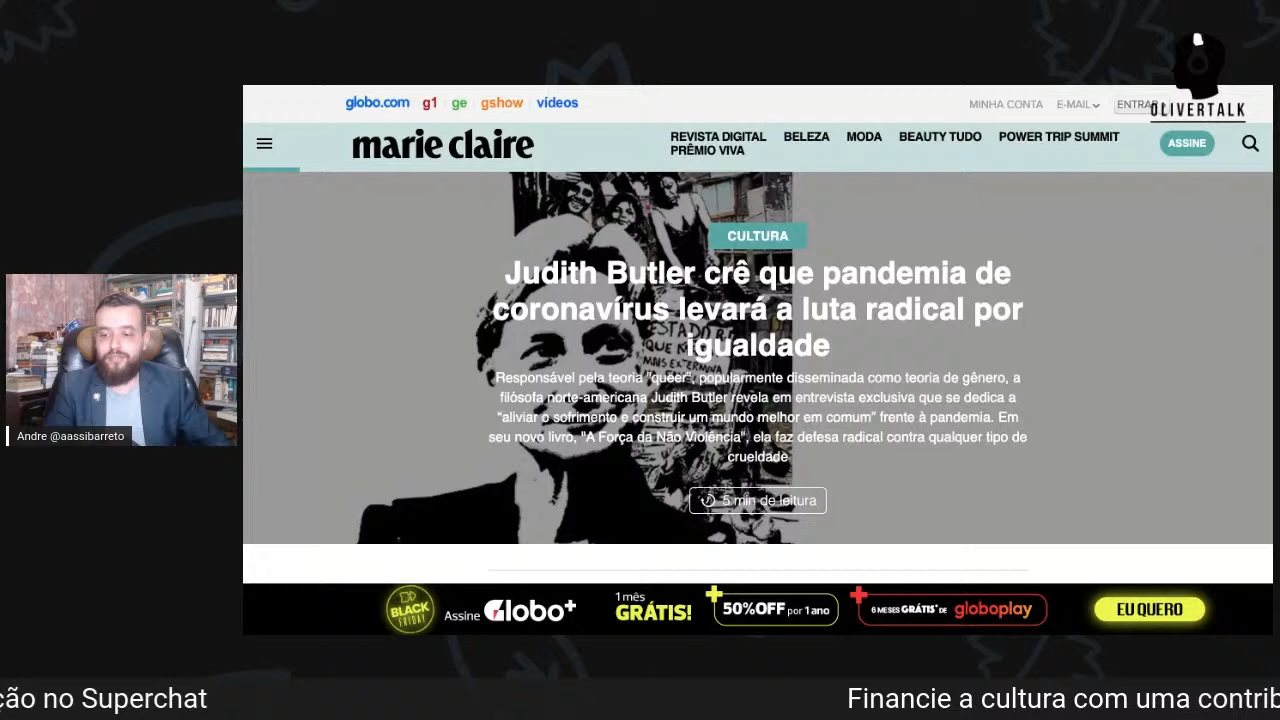 globo.com g1 ge gshow vídeos
MINHA CONTA E-MAIL
OLIVERTALK
marie claire
REVISTA DIGITAL BELEZA MODA BEAUTY TUDO POWER TRIP SUMMIT
PRÊMIO VIVA
ASSINE
CULTURA
Judith Butler crê que pandemia de
coronavírus levará a luta radical por
igualdade
Responsável pela teoria "queer", popularmente disseminada como teoria de gênero, a
filósofa norte-americana Judith Butler revela em entrevista exclusiva que se dedica a
“aliviar o sofrimento e construir um mundo melhor em comum” frente à pandemia. Em
seu novo livro, "A Força da Não Violência", ela faz defesa radical contra qualquer tipo de
crueldade
5 min de leitura
Andre @aassibarreto
BLACK
FRIDAY
Assine Globo+
1 mês
GRÁTIS!
+ 50%OFF por 1 ano
+ 6 MESES GRÁTIS* DE globoplay
EU QUERO
ção no Superchat Financie a cultura com uma contrib